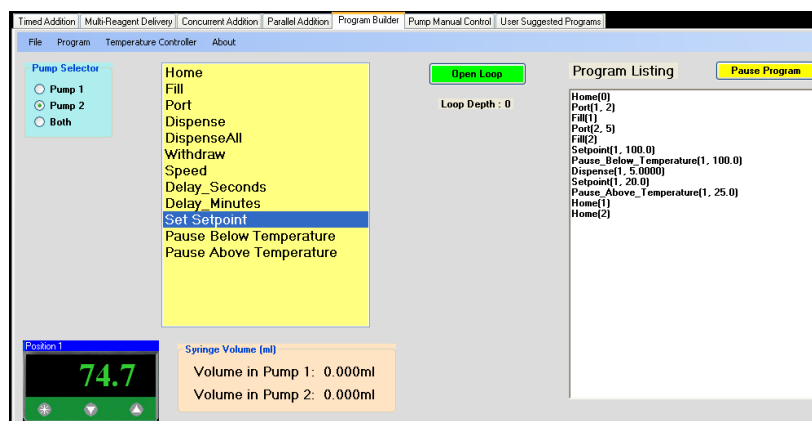 Timed Addition Multi-Reagent Delivery Concurrent Addition Parallel Addition Program Builder Pump Manual Control User Suggested Programs
File Program Temperature Controller About
Pump Selector
Pump 1
Pump 2
Both
Home
Fill
Port
Dispense
DispenseAll
Withdraw
Speed
Delay_Seconds
Delay_Minutes
Set Setpoint
Pause Below Temperature
Pause Above Temperature
Open Loop
Loop Depth : 0
Program Listing
Pause Program
Home(0)
Port(1, 2)
Fill(1)
Port(2, 5)
Fill(2)
Setpoint(1, 100.0)
Pause_Below_Temperature(1, 100.0)
Dispense(1, 5.0000)
Setpoint(1, 20.0)
Pause_Above_Temperature(1, 25.0)
Home(1)
Home(2)
Position 1
74.7
Syringe Volume (ml)
Volume in Pump 1: 0.000ml
Volume in Pump 2: 0.000ml